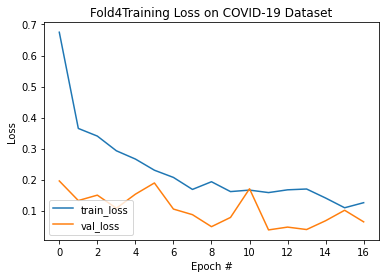 Fold4Training Loss on COVID-19 Dataset
0.7
0.6
0.5
0.4
0.3
0.2
0.1
Loss
train_loss
val_loss
0 2 4 6 8 10 12 14 16
Epoch #